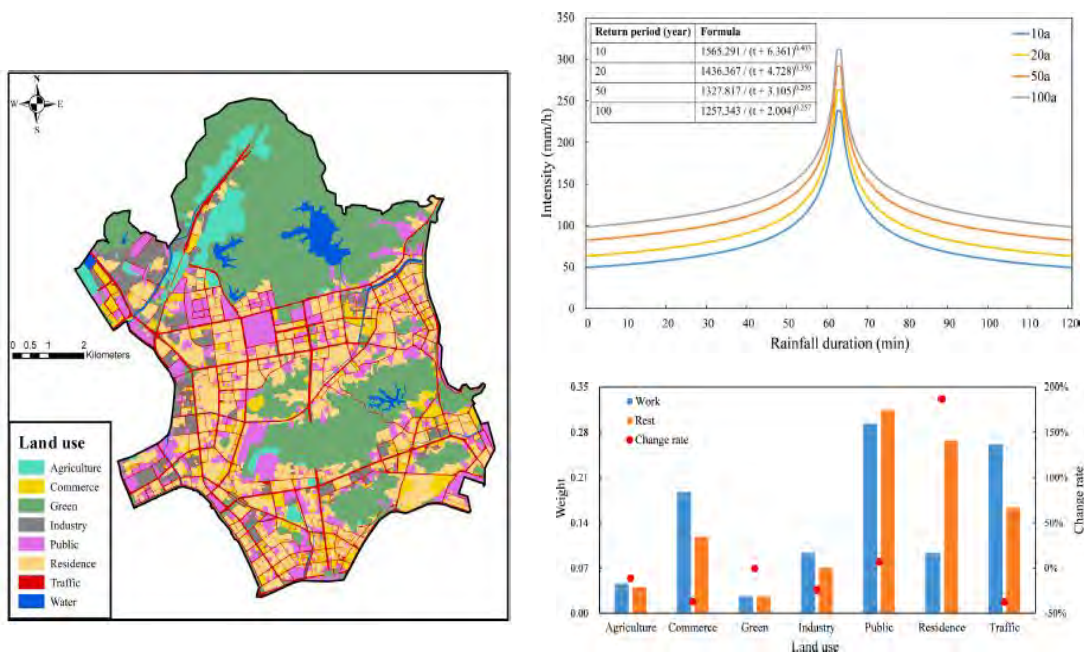 N
W E
S
0 0.5 1 2
Kilometers
Land use
Agriculture
Commerce
Green
Industry
Public
Residence
Traffic
Water
350
300
250
200
150
100
50
0
Intensity (mm/h)
Return period (year) Formula
10 1565.291 / (t + 6.361)^0.403
20 1436.367 / (t + 4.728)^0.350
50 1327.817 / (t + 3.105)^0.295
100 1257.343 / (t + 2.004)^0.257
10a
20a
50a
100a
0 10 20 30 40 50 60 70 80 90 100 110 120
Rainfall duration (min)
0.35
0.28
0.21
0.14
0.07
0.00
Weight
Work
Rest
Change rate
200%
150%
100%
50%
0%
-50%
Change rate
Agriculture Commerce Green Industry Public Residence Traffic
Land use